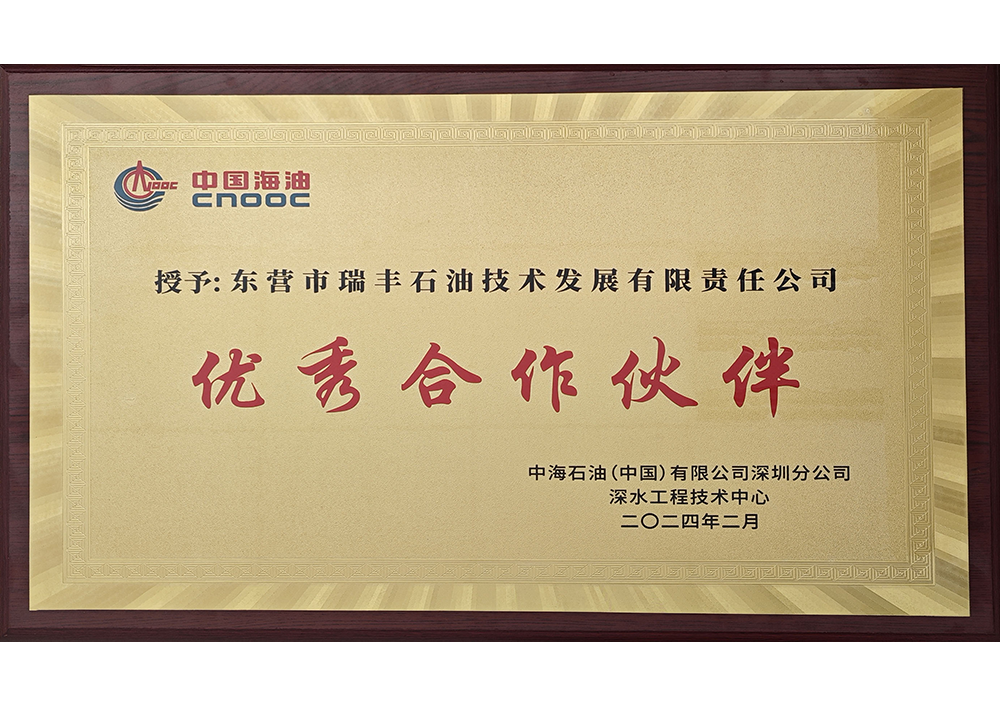 中国海油
CNOOC
授予:东营市瑞丰石油技术发展有限责任公司
优秀合作伙伴
中海石油(中国)有限公司深圳分公司
深水工程技术中心
二〇二四年二月